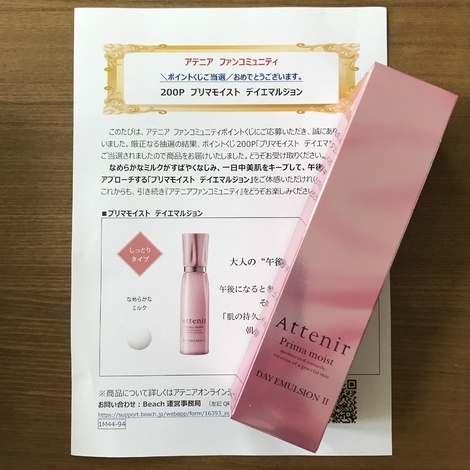 アテニア ファンコミュニティ
＼ポイントくじご当選／おめでとうございます。
200P プリマモイスト デイエマルジョン
このたびは、アテニア ファンコミュニティポイントくじにご応募いただき、誠にあり
いました。厳正なる抽選の結果、ポイントくじ200P「プリマモイスト デイエマ
ご当選されましたので商品をお届けいたします。どうぞお受け取りください。
なめらかなミルクがすばやくなじみ、一日中美肌をキープして、午後
アプローチする「プリマモイスト デイエマルジョン」をご体感いただけれ
これからも、引き続き『アテニアファンコミュニティ』をどうぞお楽しみください
■プリマモイスト デイエマルジョン
しっとり
タイプ
なめらかな
ミルク
大人の “午後
午後になると
そ
「肌の持久
朝
Attenir
Prima moist
DAY EMULSION II
※商品について詳しくはアテニアオンラインシ
お問い合わせ：Beach 運営事務局 (左記QR
https://support.beach.jp/webapp/form/16393_
1M44-94